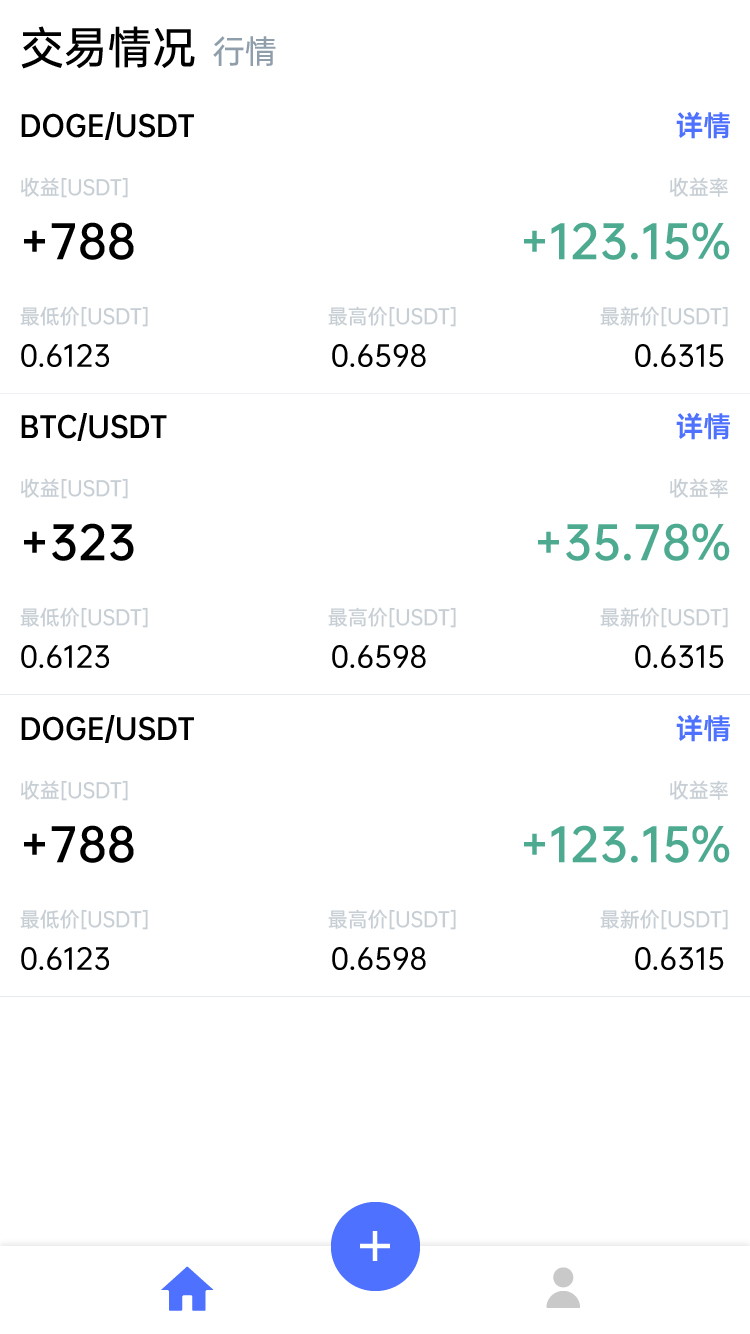 交易情况 行情
DOGE/USDT 详情
收益[USDT] 收益率
+788 +123.15%
最低价[USDT] 最高价[USDT] 最新价[USDT]
0.6123 0.6598 0.6315
BTC/USDT 详情
收益[USDT] 收益率
+323 +35.78%
最低价[USDT] 最高价[USDT] 最新价[USDT]
0.6123 0.6598 0.6315
DOGE/USDT 详情
收益[USDT] 收益率
+788 +123.15%
最低价[USDT] 最高价[USDT] 最新价[USDT]
0.6123 0.6598 0.6315